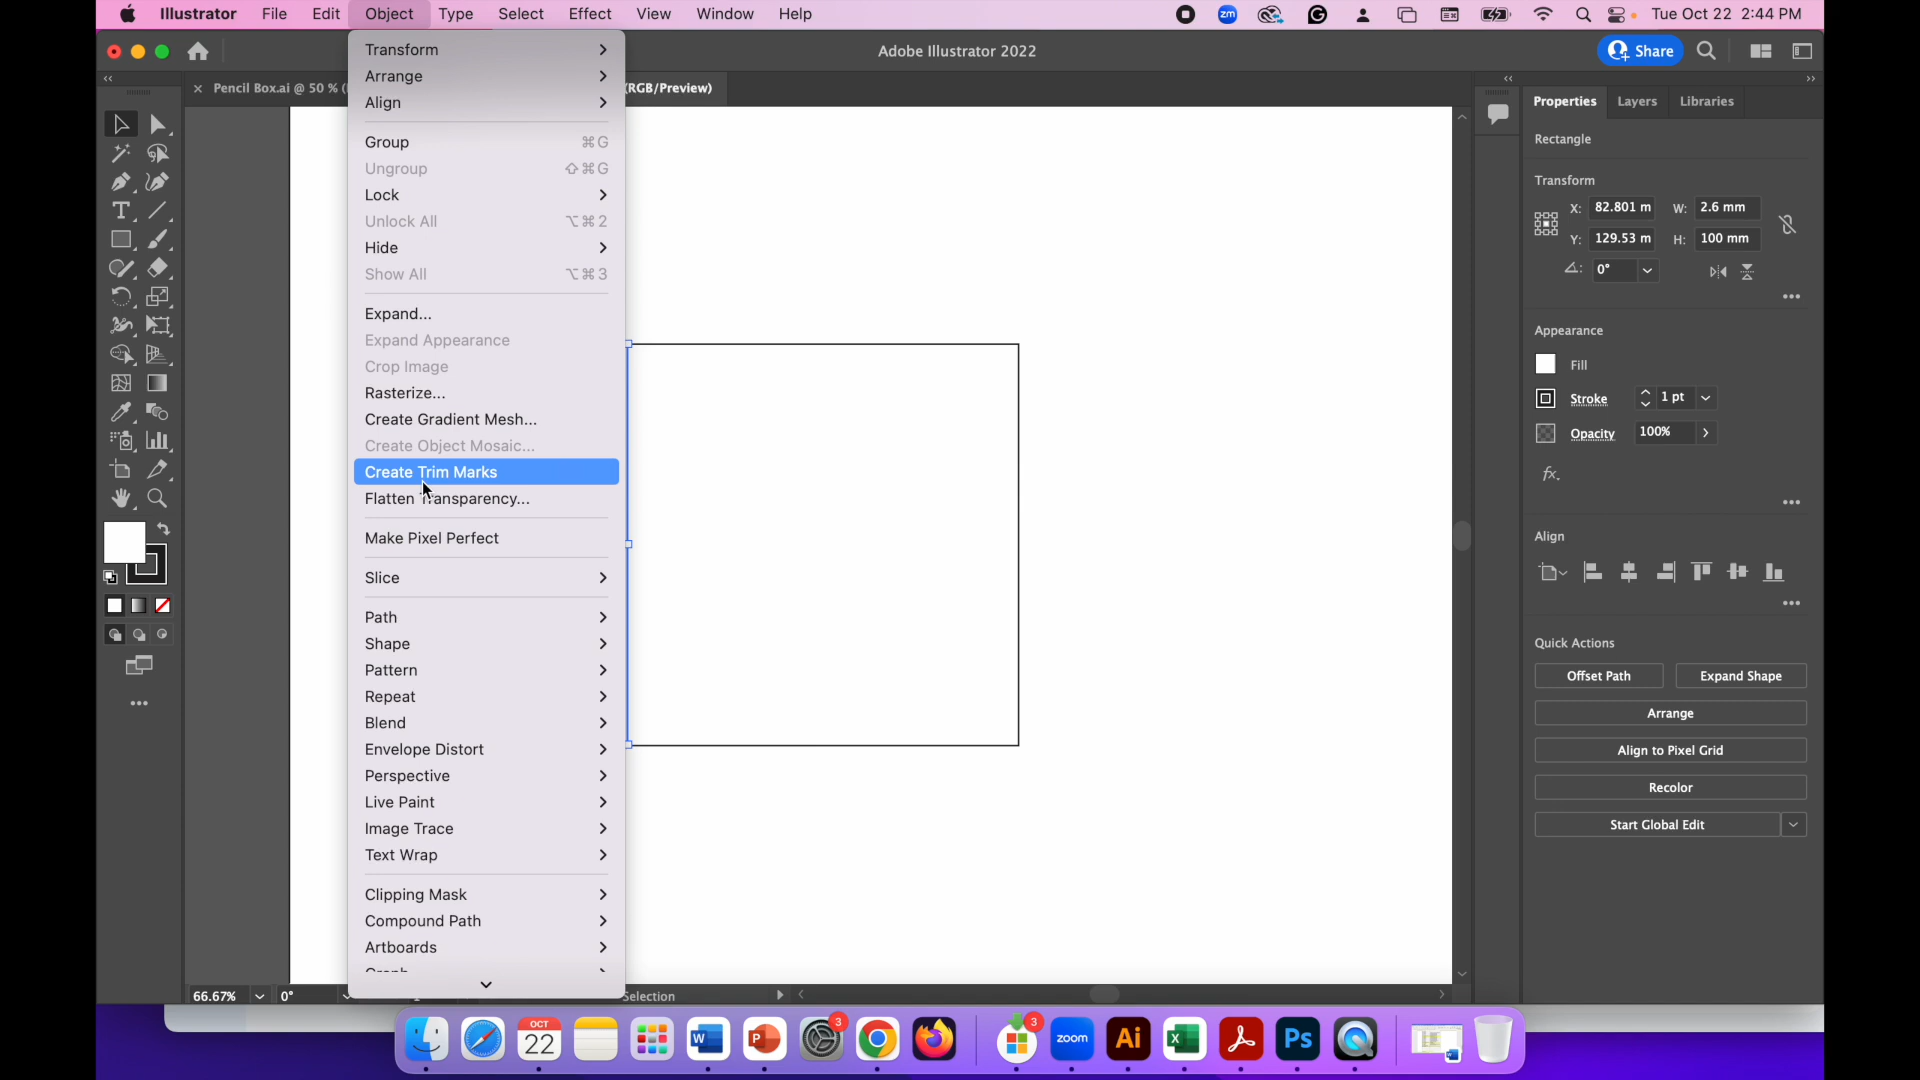 Illustrator File Edit Object Type Select Effect View Window Help
zm
Tue Oct 22 2:44 PM
Adobe Illustrator 2022
Share
Pencil Box.ai @ 50 % (
RGB/Preview)
Transform
Arrange
Align
Group ⌘G
Ungroup ⇧⌘G
Lock
Unlock All ⌥⌘2
Hide
Show All ⌥⌘3
Expand...
Expand Appearance
Crop Image
Rasterize...
Create Gradient Mesh...
Create Object Mosaic...
Create Trim Marks
Flatten Transparency...
Make Pixel Perfect
Slice
Path
Shape
Pattern
Repeat
Blend
Envelope Distort
Perspective
Live Paint
Image Trace
Text Wrap
Clipping Mask
Compound Path
Artboards
Properties Layers Libraries
Rectangle
Transform
X: 82.801 m W: 2.6 mm
Y: 129.53 m H: 100 mm
0°
Appearance
Fill
Stroke 1 pt
Opacity 100%
fx.
Align
Quick Actions
Offset Path Expand Shape
Arrange
Align to Pixel Grid
Recolor
Start Global Edit
66.67% 0° Selection
OCT
22
W
P
3
3
zoom
Ai
X
Ps